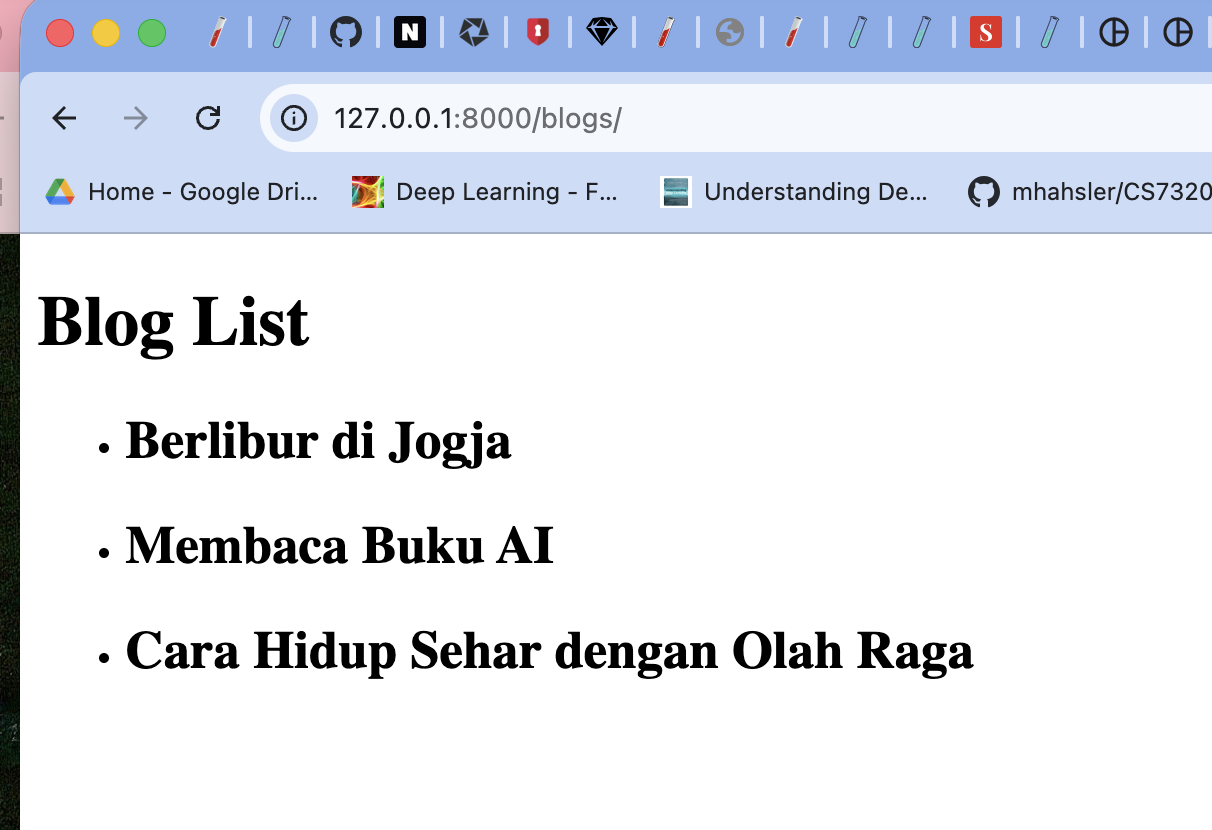 N
S
127.0.0.1:8000/blogs/
Home - Google Dri...
Deep Learning - F...
Understanding De...
mhahsler/CS7320
Blog List
Berlibur di Jogja
Membaca Buku AI
Cara Hidup Sehar dengan Olah Raga